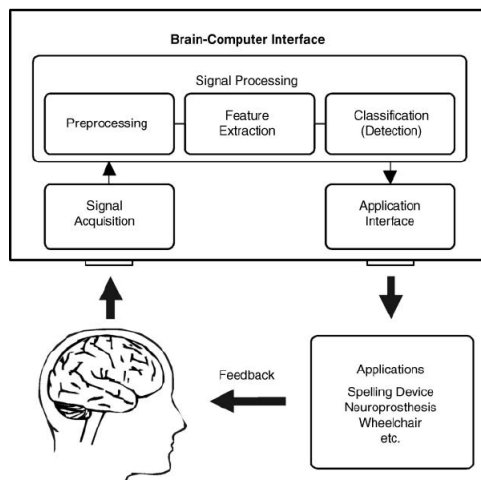 Brain-Computer Interface
Signal Processing
Preprocessing
Feature
Extraction
Classification
(Detection)
Signal
Acquisition
Application
Interface
Feedback
Applications
Spelling Device
Neuroprosthesis
Wheelchair
etc.